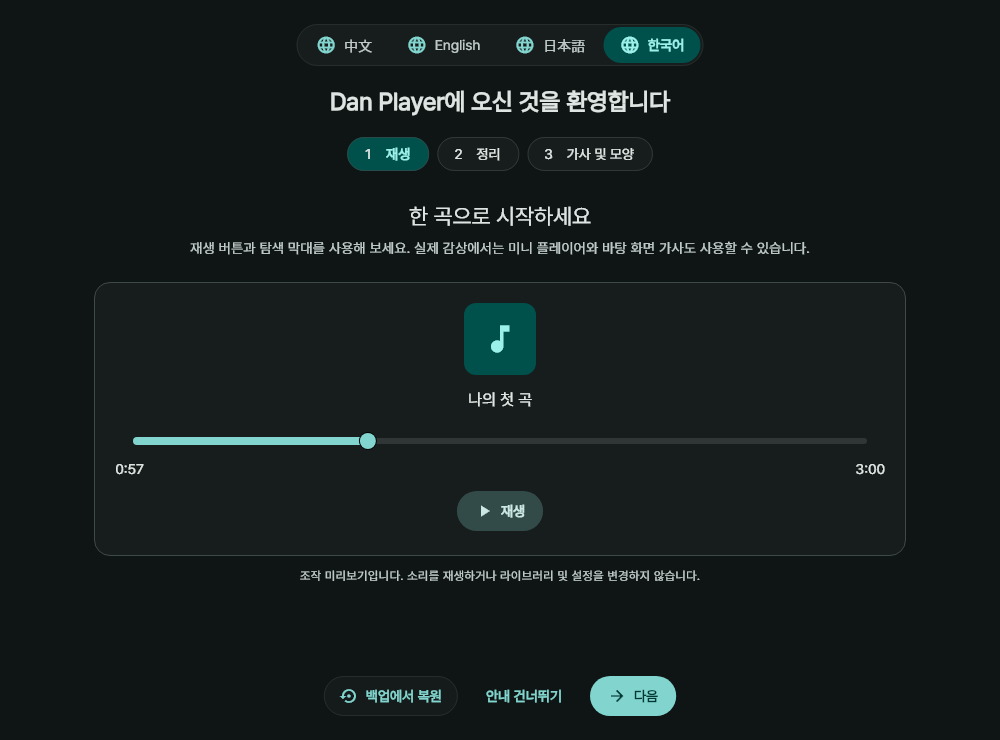 中文 English 日本語 한국어
Dan Player에 오신 것을 환영합니다
1 재생 2 정리 3 가사 및 모양
한 곡으로 시작하세요
재생 버튼과 탐색 막대를 사용해 보세요. 실제 감상에서는 미니 플레이어와 바탕 화면 가사도 사용할 수 있습니다.
나의 첫 곡
0:57 3:00
재생
조작 미리보기입니다. 소리를 재생하거나 라이브러리 및 설정을 변경하지 않습니다.
백업에서 복원 안내 건너뛰기 다음